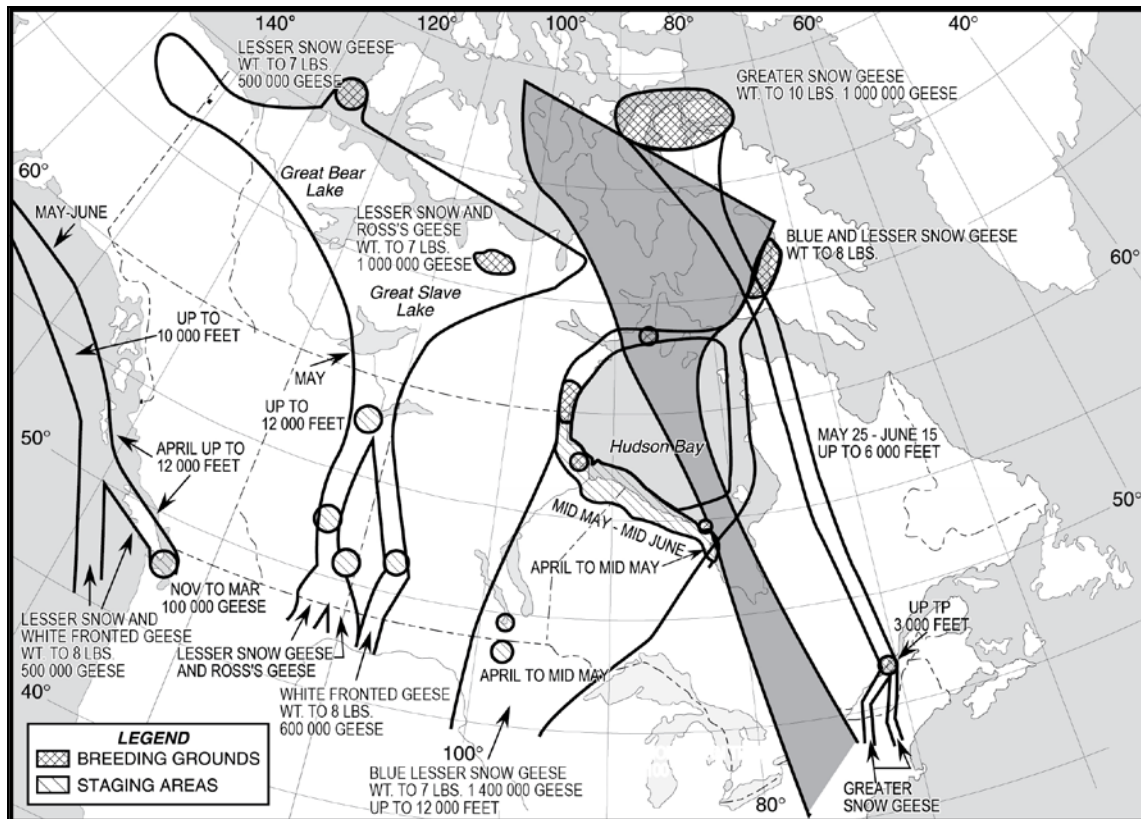 140°
120°
100°
80°
60°
40°
LESSER SNOW GEESE
WT. TO 7 LBS.
500 000 GEESE
GREATER SNOW GEESE
WT. TO 10 LBS. 1 000 000 GEESE
60°
Great Bear
Lake
MAY-JUNE
LESSER SNOW AND
ROSS'S GEESE
WT. TO 7 LBS.
1 000 000 GEESE
BLUE AND LESSER SNOW GEESE
WT TO 8 LBS.
60°
Great Slave
Lake
UP TO
10 000 FEET
MAY
UP TO
12 000 FEET
50°
APRIL UP TO
12 000 FEET
Hudson Bay
MAY 25 - JUNE 15
UP TO 6 000 FEET
50°
MID MAY - MID JUNE
APRIL TO MID MAY
NOV TO MAR
100 000 GEESE
UP TP
3 000 FEET
LESSER SNOW AND
WHITE FRONTED GEESE
WT. TO 8 LBS.
500 000 GEESE
LESSER SNOW GEESE
AND ROSS'S GEESE
APRIL TO MID MAY
40°
WHITE FRONTED GEESE
WT. TO 8 LBS.
600 000 GEESE
LEGEND
BREEDING GROUNDS
STAGING AREAS
100°
BLUE LESSER SNOW GEESE
WT. TO 7 LBS. 1 400 000 GEESE
UP TO 12 000 FEET
80°
GREATER
SNOW GEESE